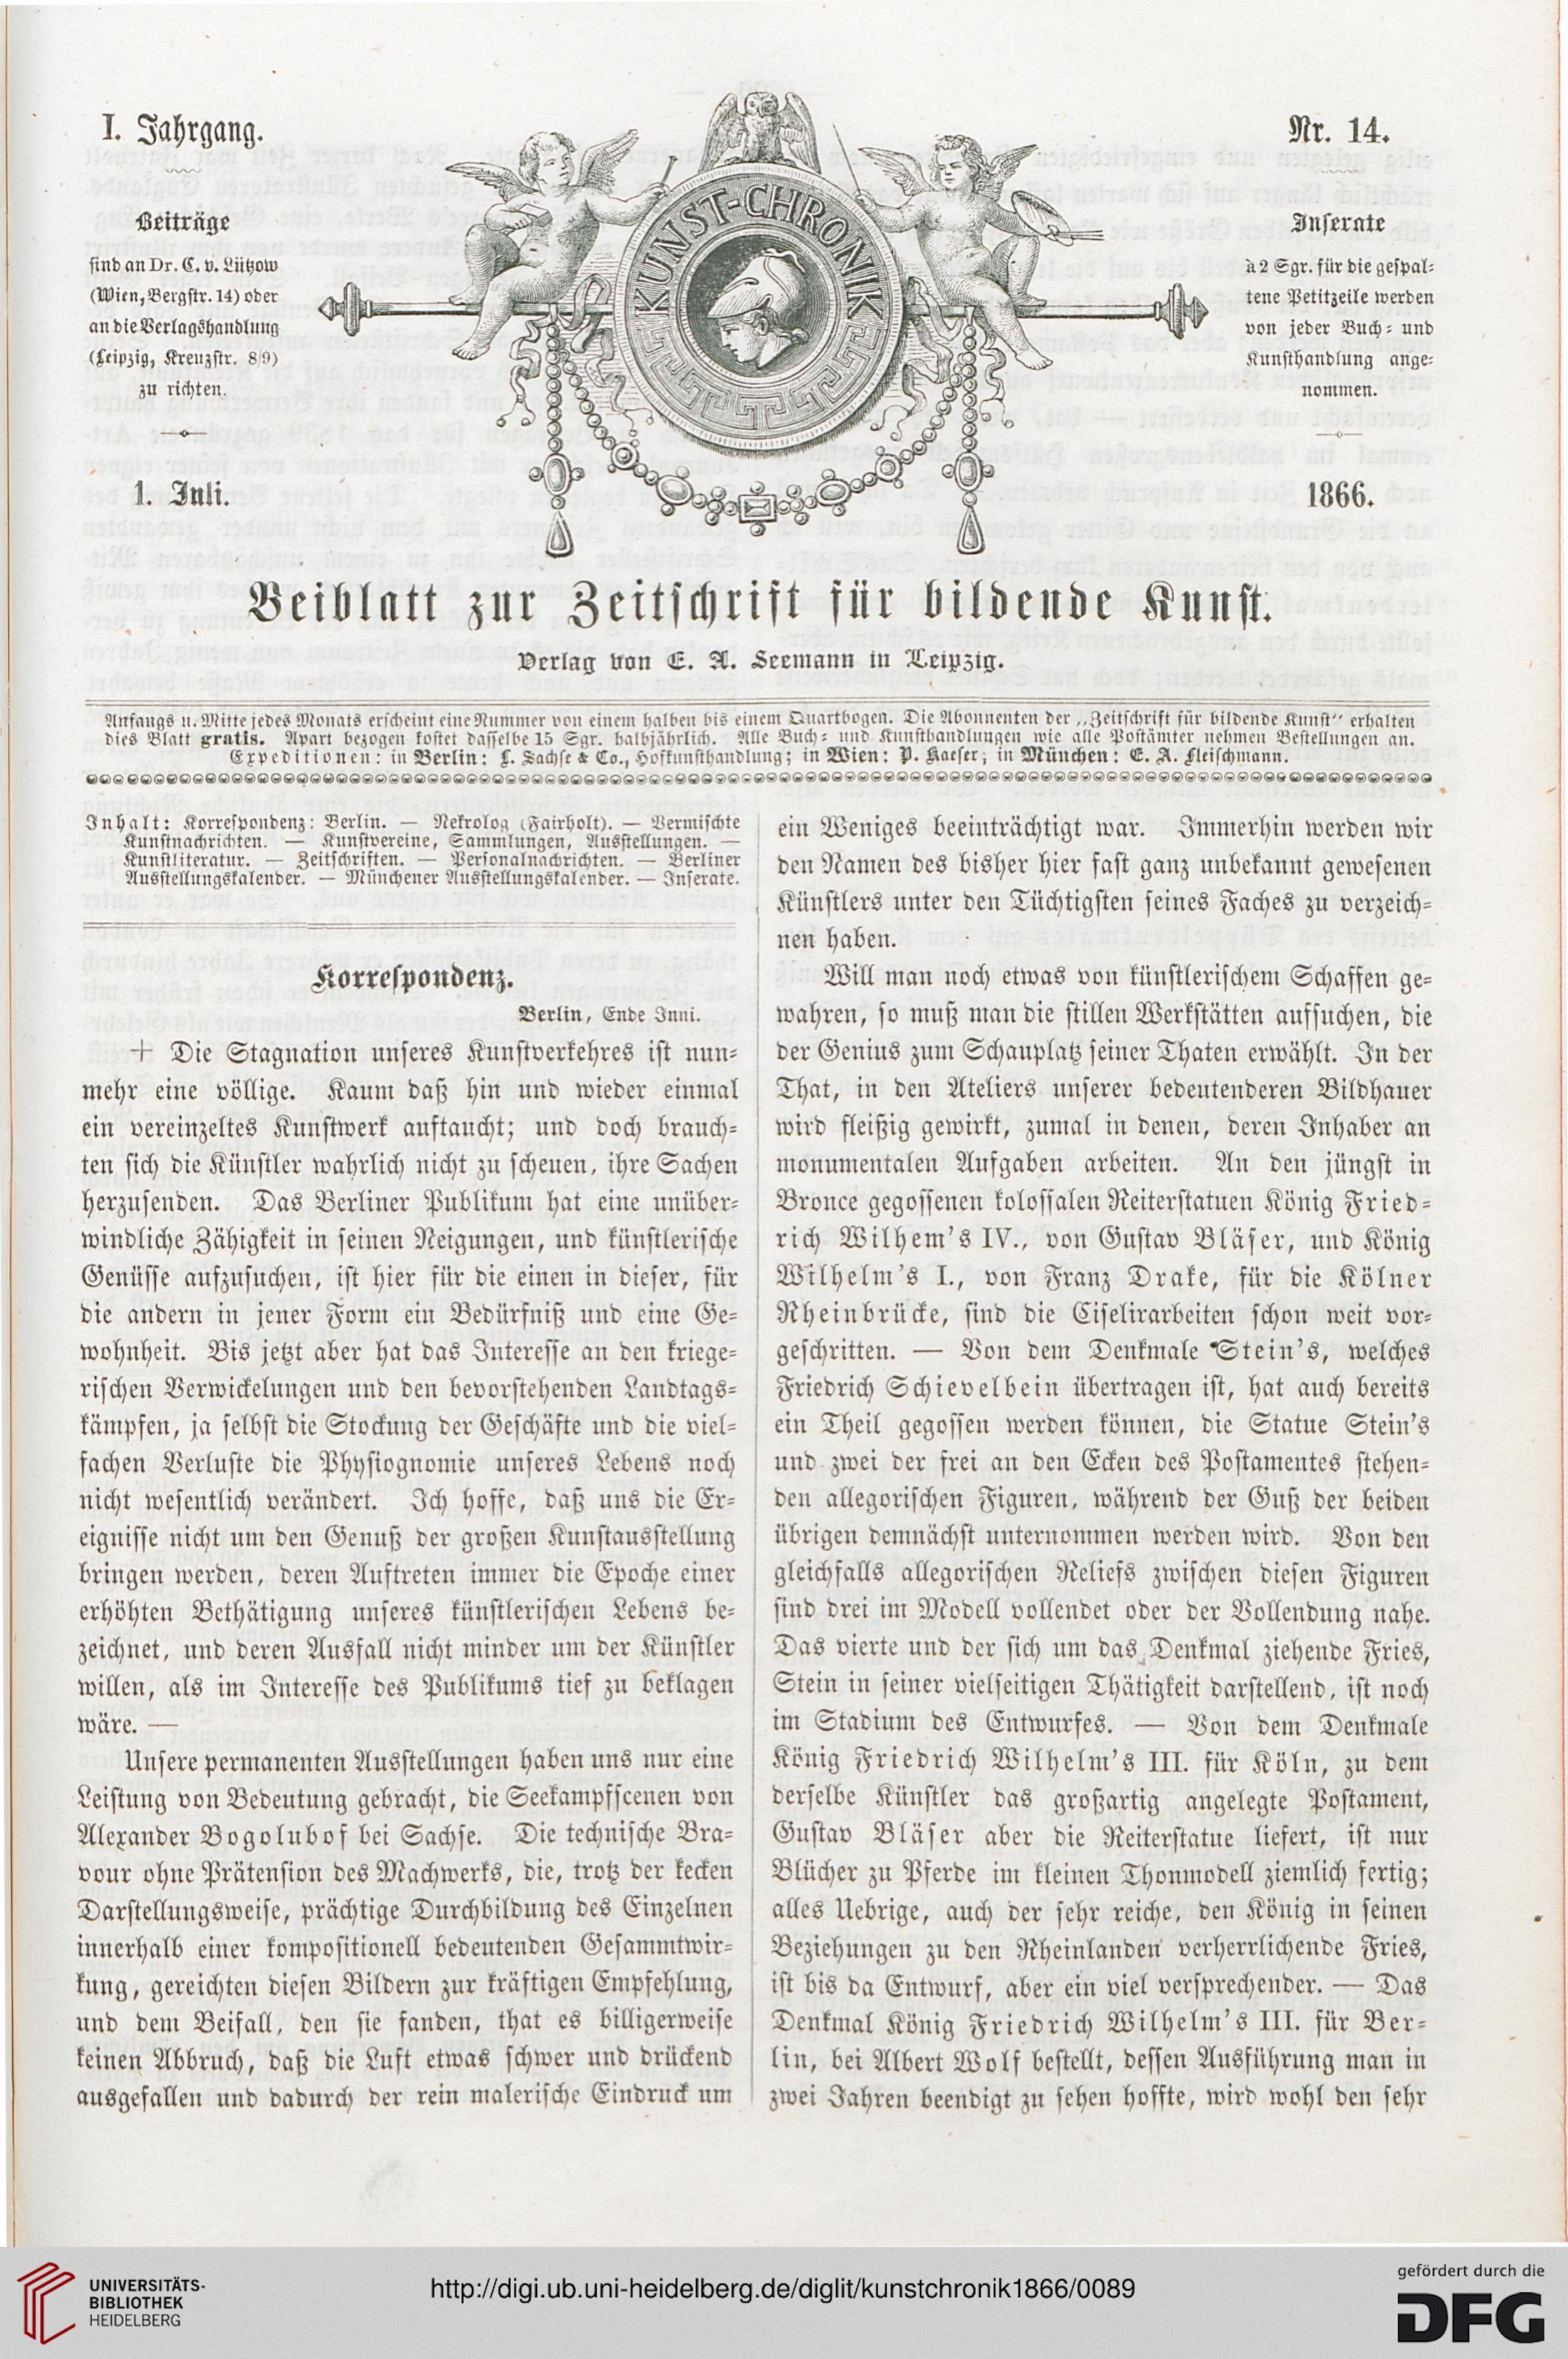 I. Jahrgang.
Nr. 14.
Beiträge
sind an Dr. C. v. Lützow
(Wien, Bergstr. 14) oder
an die Verlagshandlung
(Leipzig, Kreuzstr. 8/9)
zu richten.
1. Juli.
KUNST-CHRONIK
Inserate
à 2 Sgr. für die gespal-
tene Petitzeile werden
von jeder Buch- und
Kunsthandlung ange-
nommen.
1866.
Beiblatt zur Zeitschrift für bildende Kunst.
Verlag von E. A. Seemann in Leipzig.
Anfangs u. Mitte jedes Monats erscheint eine Nummer von einem halben bis einem Quartbogen. Die Abonnenten der „Zeitschrift für bildende Kunst“ erhalten
dies Blatt gratis. Apart bezogen kostet dasselbe 15 Sgr. halbjährlich. Alle Buch- und Kunsthandlungen wie alle Postämter nehmen Bestellungen an.
Expeditionen: in Berlin: L. Sachse & Co., Hofkunsthandlung; in Wien: P. Kaeser; in München: E. A. Fleischmann.
Inhalt: Korrespondenz: Berlin. — Nekrolog (Fairholt). — Vermischte
Kunstnachrichten. — Kunstvereine, Sammlungen, Ausstellungen. —
Kunstliteratur. — Zeitschriften. — Personalnachrichten. — Berliner
Ausstellungskalender. — Münchener Ausstellungskalender. — Inserate.
Korrespondenz.
Berlin, Ende Juni.
+ Die Stagnation unseres Kunstverkehres ist nun-
mehr eine völlige. Kaum daß hin und wieder einmal
ein vereinzeltes Kunstwerk auftaucht; und doch brauch-
ten sich die Künstler wahrlich nicht zu scheuen, ihre Sachen
herzusenden. Das Berliner Publikum hat eine unüber-
windliche Zähigkeit in seinen Neigungen, und künstlerische
Genüsse aufzusuchen, ist hier für die einen in dieser, für
die andern in jener Form ein Bedürfniß und eine Ge-
wohnheit. Bis jetzt aber hat das Interesse an den kriege-
rischen Verwickelungen und den bevorstehenden Landtags-
kämpfen, ja selbst die Stockung der Geschäfte und die viel-
fachen Verluste die Physiognomie unseres Lebens noch
nicht wesentlich verändert. Ich hoffe, daß uns die Er-
eignisse nicht um den Genuß der großen Kunstausstellung
bringen werden, deren Auftreten immer die Epoche einer
erhöhten Bethätigung unseres künstlerischen Lebens be-
zeichnet, und deren Ausfall nicht minder um der Künstler
willen, als im Interesse des Publikums tief zu beklagen
wäre. —
Unsere permanenten Ausstellungen haben uns nur eine
Leistung von Bedeutung gebracht, die Seekampfscenen von
Alexander Bogolubof bei Sachse. Die technische Bra-
vour ohne Prätension des Machwerks, die, trotz der kecken
Darstellungsweise, prächtige Durchbildung des Einzelnen
innerhalb einer kompositionell bedeutenden Gesammtwir-
kung, gereichten diesen Bildern zur kräftigen Empfehlung,
und dem Beifall, den sie fanden, that es billigerweise
keinen Abbruch, daß die Luft etwas schwer und drückend
ausgefallen und dadurch der rein malerische Eindruck um
ein Weniges beeinträchtigt war. Immerhin werden wir
den Namen des bisher hier fast ganz unbekannt gewesenen
Künstlers unter den Tüchtigsten seines Faches zu verzeich-
nen haben.
Will man noch etwas von künstlerischem Schaffen ge-
wahren, so muß man die stillen Werkstätten aufsuchen, die
der Genius zum Schauplatz seiner Thaten erwählt. In der
That, in den Ateliers unserer bedeutenderen Bildhauer
wird fleißig gewirkt, zumal in denen, deren Inhaber an
monumentalen Aufgaben arbeiten. An den jüngst in
Bronce gegossenen kolossalen Reiterstatuen König Fried-
rich Wilhem's IV., von Gustav Bläser, und König
Wilhelm's I., von Franz Drake, für die Kölner
Rheinbrücke, sind die Ciselirarbeiten schon weit vor-
geschritten. — Von dem Denkmale Stein's, welches
Friedrich Schievelbein übertragen ist, hat auch bereits
ein Theil gegossen werden können, die Statue Stein's
und zwei der frei an den Ecken des Postamentes stehen-
den allegorischen Figuren, während der Guß der beiden
übrigen demnächst unternommen werden wird. Von den
gleichfalls allegorischen Reliefs zwischen diesen Figuren
sind drei im Modell vollendet oder der Vollendung nahe.
Das vierte und der sich um das Denkmal ziehende Fries,
Stein in seiner vielseitigen Thätigkeit darstellend, ist noch
im Stadium des Entwurfes. — Von dem Denkmale
König Friedrich Wilhelm's III. für Köln, zu dem
derselbe Künstler das großartig angelegte Postament,
Gustav Bläser aber die Reiterstatue liefert, ist nur
Blücher zu Pferde im kleinen Thonmodell ziemlich fertig;
alles Uebrige, auch der sehr reiche, den König in seinen
Beziehungen zu den Rheinlanden verherrlichende Fries,
ist bis da Entwurf, aber ein viel versprechender. — Das
Denkmal König Friedrich Wilhelm's III. für Ber-
lin, bei Albert Wolf bestellt, dessen Ausführung man in
zwei Jahren beendigt zu sehen hoffte, wird wohl den sehr
UNIVERSITÄTS-
BIBLIOTHEK
HEIDELBERG
http://digi.ub.uni-heidelberg.de/diglit/kunstchronik1866/0089
gefördert durch die
DFG